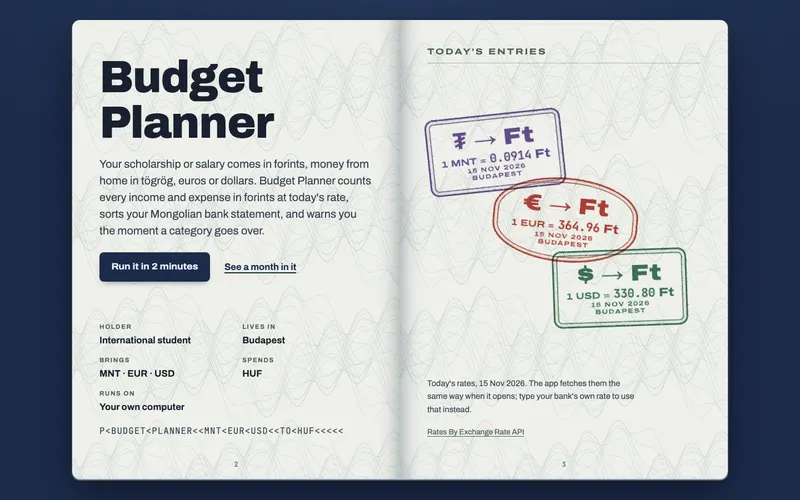 Budget
Planner
Your scholarship or salary comes in forints, money from
home in tögrög, euros or dollars. Budget Planner counts
every income and expense in forints at today's rate,
sorts your Mongolian bank statement, and warns you
the moment a category goes over.
Run it in 2 minutes
See a month in it
HOLDER
International student
LIVES IN
Budapest
BRINGS
MNT · EUR · USD
SPENDS
HUF
RUNS ON
Your own computer
P<BUDGET<PLANNER<<MNT<EUR<USD<<TO<HUF<<<<<
2
TODAY'S ENTRIES
₮ → Ft
1 MNT = 0.0914 Ft
15 NOV 2026
BUDAPEST
€ → Ft
1 EUR = 364.96 Ft
15 NOV 2026
BUDAPEST
$ → Ft
1 USD = 330.80 Ft
15 NOV 2026
BUDAPEST
Today's rates, 15 Nov 2026. The app fetches them the
same way when it opens; type your bank's own rate to use
that instead.
Rates By Exchange Rate API
3